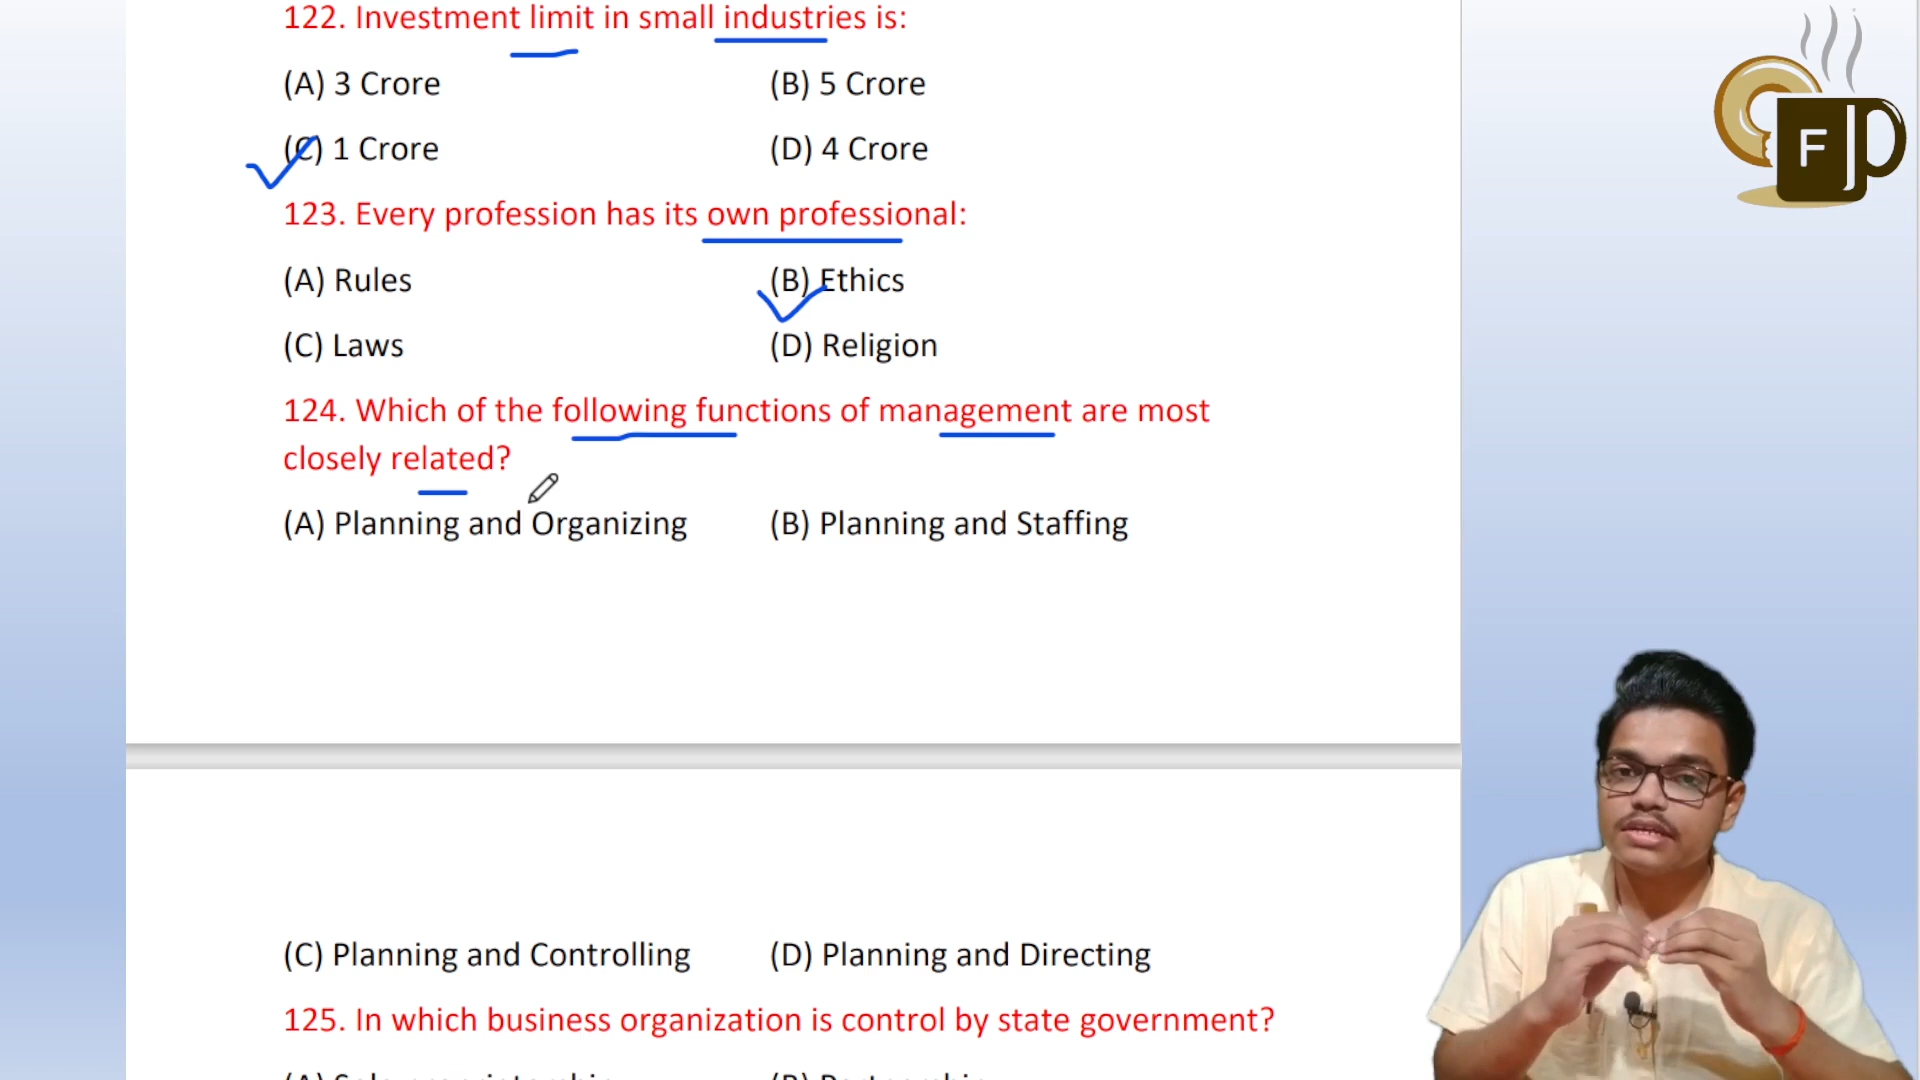 122. Investment limit in small industries is:
(A) 3 Crore (B) 5 Crore
(C) 1 Crore (D) 4 Crore
123. Every profession has its own professional:
(A) Rules (B) Ethics
(C) Laws (D) Religion
124. Which of the following functions of management are most
closely related?
(A) Planning and Organizing (B) Planning and Staffing
(C) Planning and Controlling (D) Planning and Directing
125. In which business organization is control by state government?
F